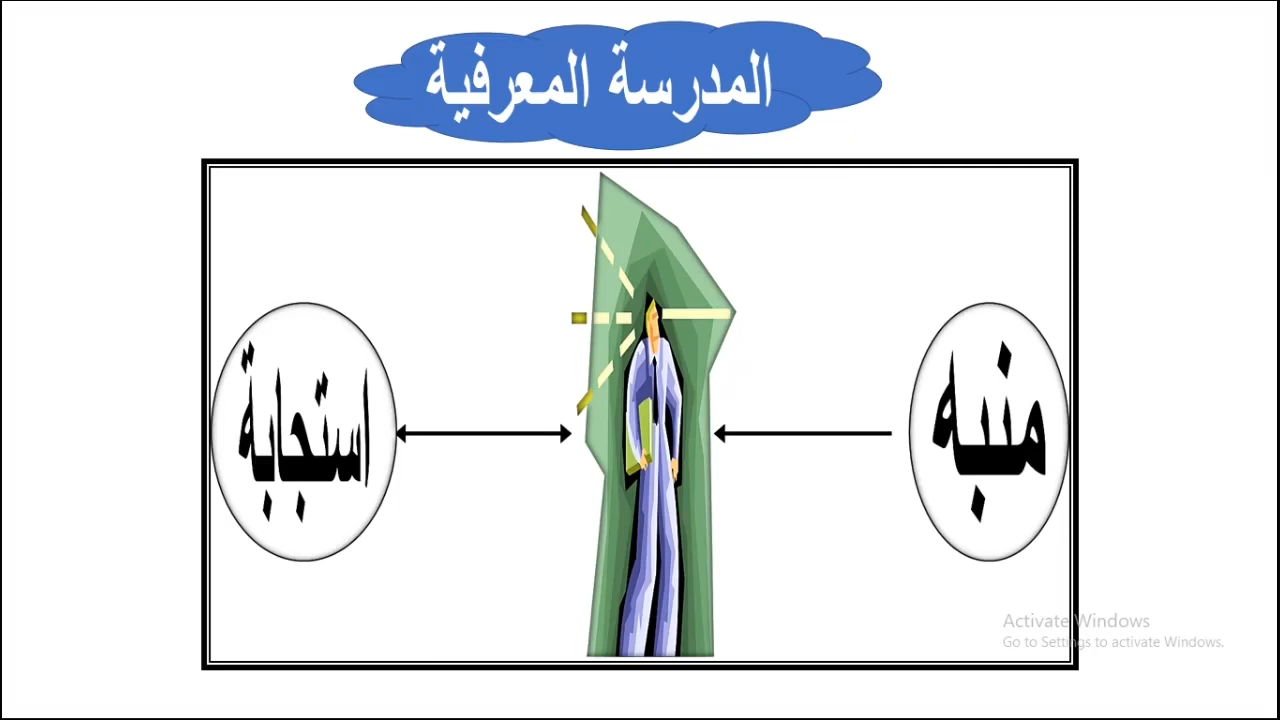 المدرسة المعرفية
منبه
استجابة
Activate Windows
Go to Settings to activate Windows.